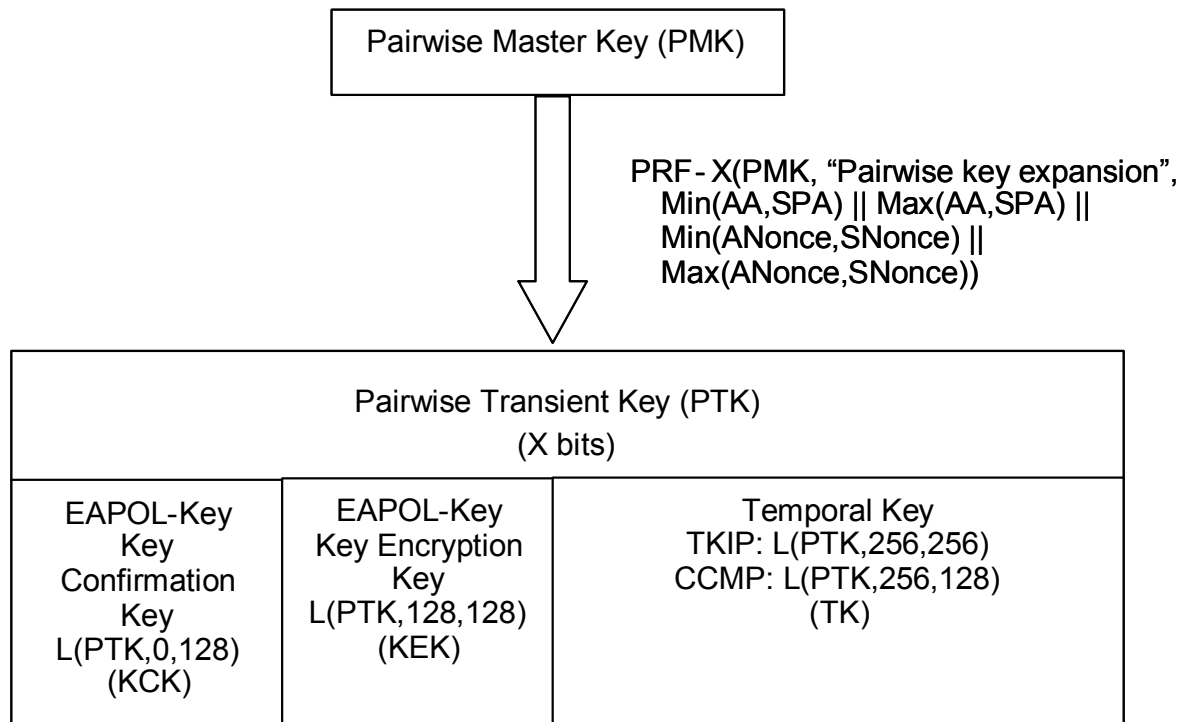 Pairwise Master Key (PMK)
PRF- X(PMK, “Pairwise key expansion”,
Min(AA,SPA) || Max(AA,SPA) ||
Min(ANonce,SNonce) ||
Max(ANonce,SNonce))
Pairwise Transient Key (PTK)
(X bits)
EAPOL-Key
Key
Confirmation
Key
L(PTK,0,128)
(KCK)
EAPOL-Key
Key Encryption
Key
L(PTK,128,128)
(KEK)
Temporal Key
TKIP: L(PTK,256,256)
CCMP: L(PTK,256,128)
(TK)